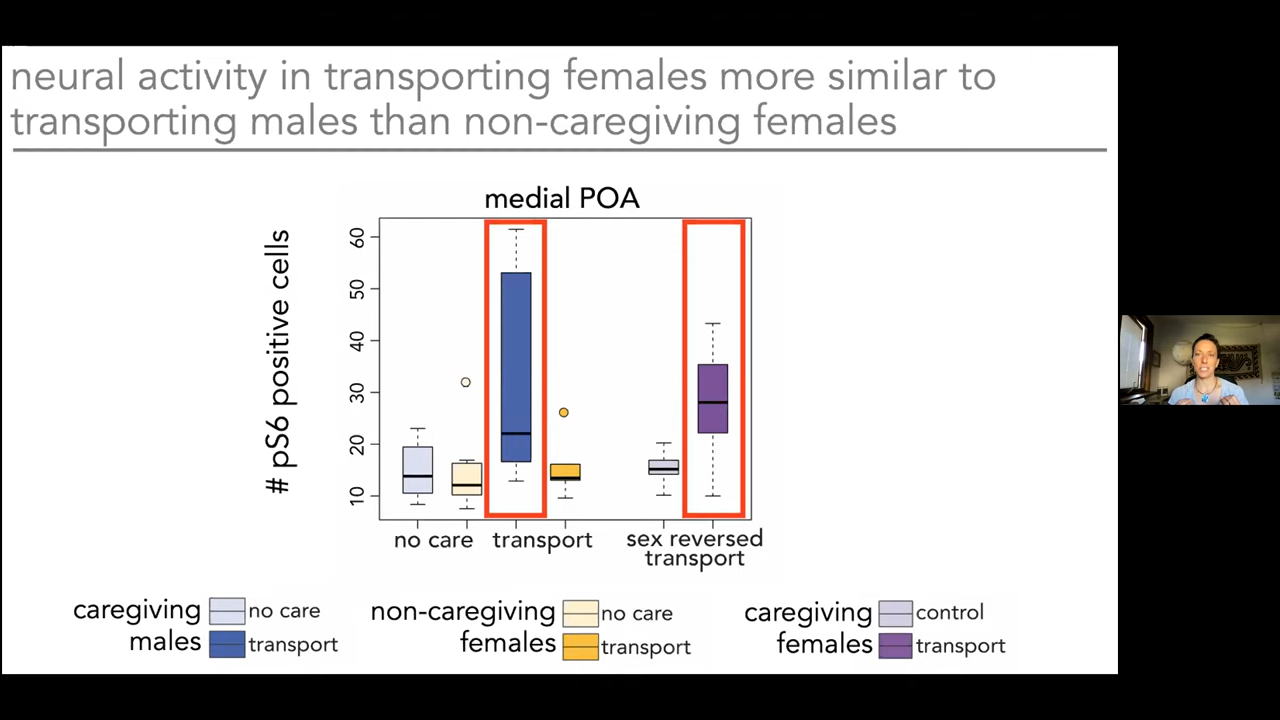 neural activity in transporting females more similar to
transporting males than non-caregiving females
medial POA
# pS6 positive cells
60
50
40
30
20
10
no care
transport
sex reversed
transport
caregiving
males
no care
transport
non-caregiving
females
no care
transport
caregiving
females
control
transport